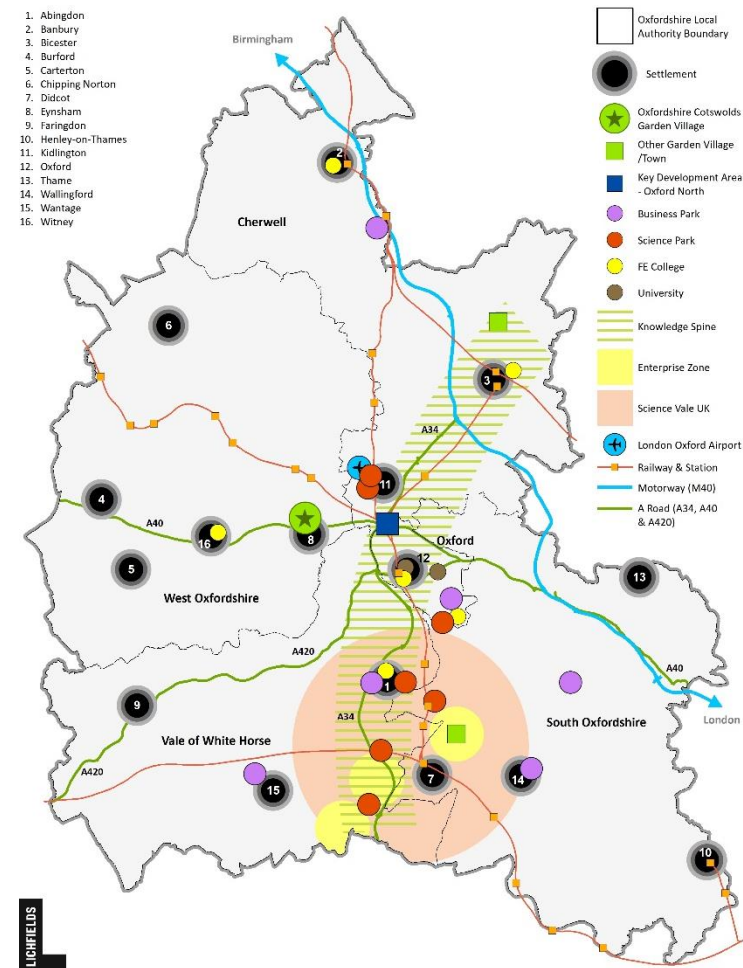 1. Abingdon
2. Banbury
3. Bicester
4. Burford
5. Carterton
6. Chipping Norton
7. Didcot
8. Eynsham
9. Faringdon
10. Henley-on-Thames
11. Kidlington
12. Oxford
13. Thame
14. Wallingford
15. Wantage
16. Witney
Oxfordshire Local
Authority Boundary
Settlement
Oxfordshire Cotswolds
Garden Village
Other Garden Village
/Town
Key Development Area
- Oxford North
Business Park
Science Park
FE College
University
Knowledge Spine
Enterprise Zone
Science Vale UK
London Oxford Airport
Railway & Station
Motorway (M40)
A Road (A34, A40
& A420)
Birmingham
2
Cherwell
6
3
A34
11
4
A40
16
8
Oxford
12
5
13
West Oxfordshire
A420
A40
1
9
A34
South Oxfordshire
London
Vale of White Horse
A420
7
14
15
10
LICHFIELDS